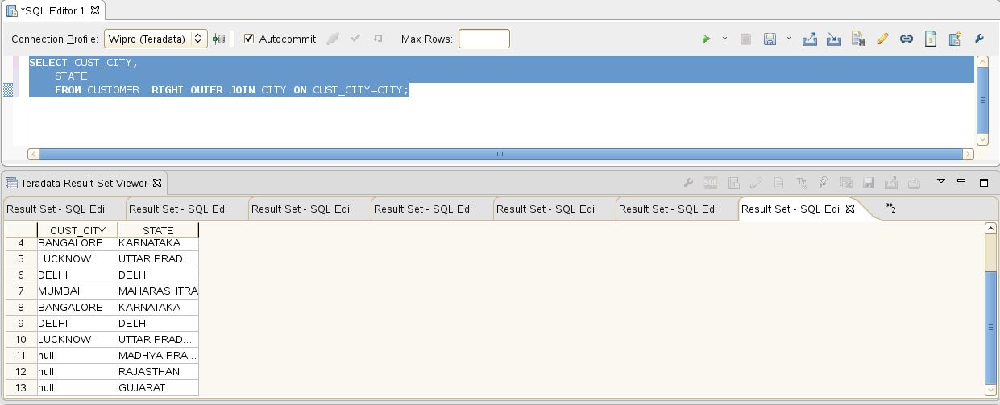 *SQL Editor 1
Connection Profile: Wipro (Teradata) Autocommit Max Rows:
SELECT CUST_CITY,
STATE
FROM CUSTOMER RIGHT OUTER JOIN CITY ON CUST_CITY=CITY;
Teradata Result Set Viewer SQL
Result Set - SQL Edi Result Set - SQL Edi Result Set - SQL Edi Result Set - SQL Edi Result Set - SQL Edi Result Set - SQL Edi Result Set - SQL Edi »2
CUST_CITY STATE
4 BANGALORE KARNATAKA
5 LUCKNOW UTTAR PRAD...
6 DELHI DELHI
7 MUMBAI MAHARASHTRA
8 BANGALORE KARNATAKA
9 DELHI DELHI
10 LUCKNOW UTTAR PRAD...
11 null MADHYA PRA...
12 null RAJASTHAN
13 null GUJARAT